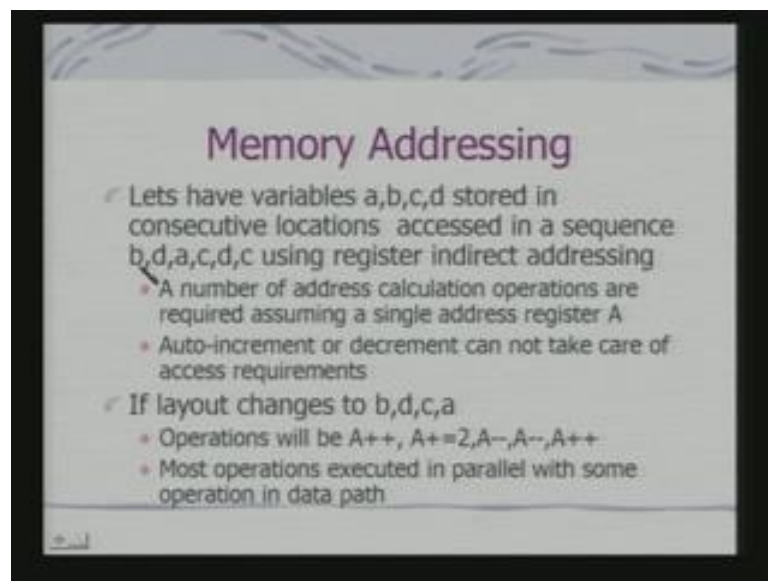 Memory Addressing
Lets have variables a,b,c,d stored in
consecutive locations accessed in a sequence
b,d,a,c,d,c using register indirect addressing
A number of address calculation operations are
required assuming a single address register A
Auto-increment or decrement can not take care of
access requirements
If layout changes to b,d,c,a
Operations will be A++, A+=2,A--,A--,A++
Most operations executed in parallel with some
operation in data path